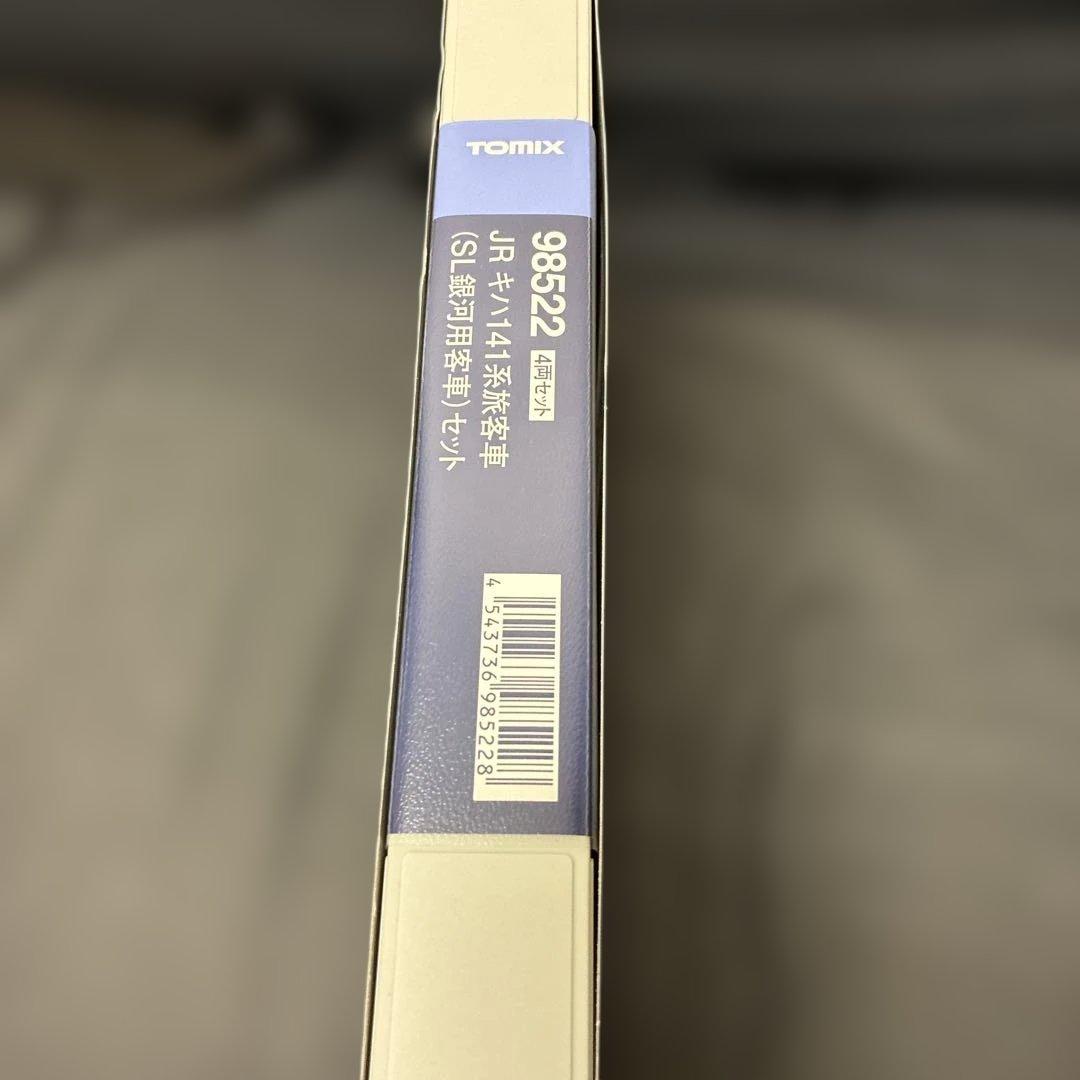 TOMIX
98522 4両セット
JR キハ141系旅客車
(SL銀河用客車)セット
4 543736 985228